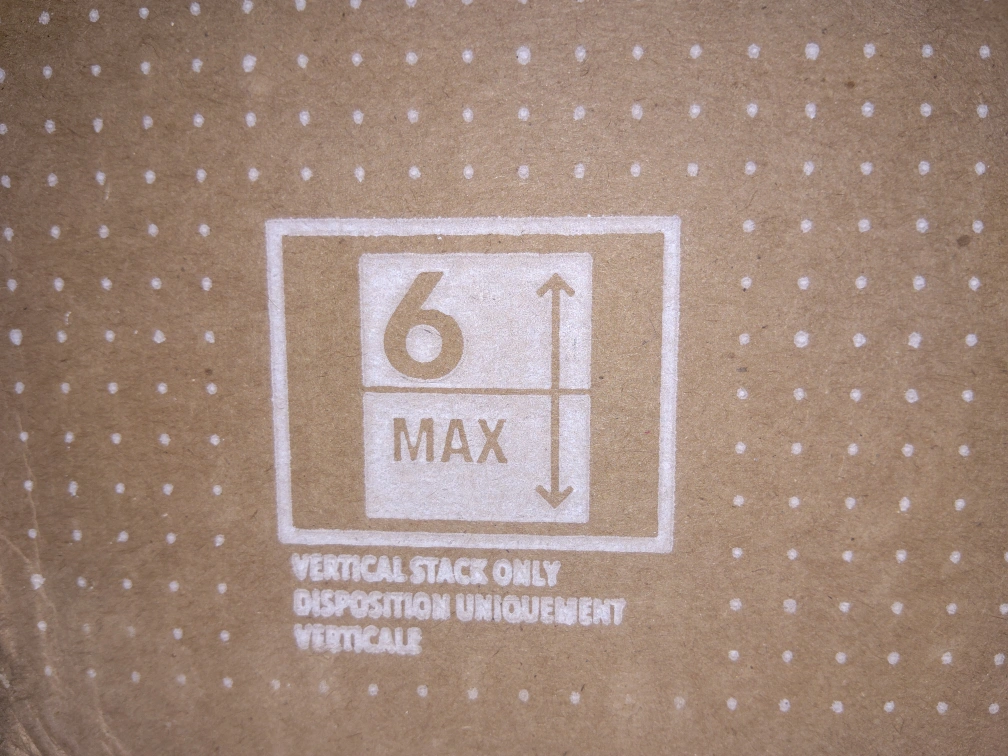 6
MAX
VERTICAL STACK ONLY
DISPOSITION UNIQUEMENT
VERTICALE